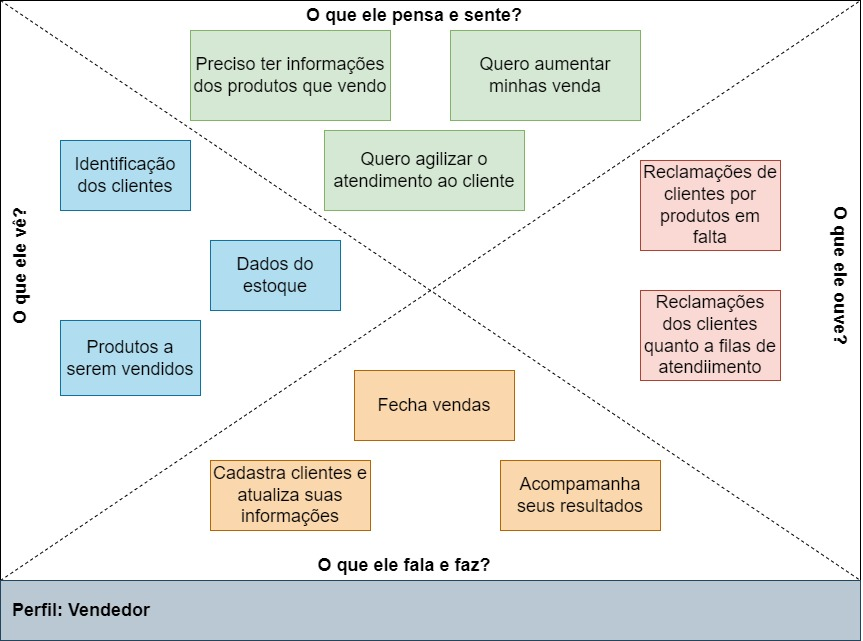 O que ele pensa e sente?
Preciso ter informações
dos produtos que vendo
Quero aumentar
minhas venda
Quero agilizar o
atendimento ao cliente
O que ele vê?
Identificação
dos clientes
Dados do
estoque
Produtos a
serem vendidos
O que ele ouve?
Reclamações de
clientes por
produtos em
falta
Reclamações
dos clientes
quanto a filas de
atendiimento
Fecha vendas
Cadastra clientes e
atualiza suas
informações
Acompamanha
seus resultados
O que ele fala e faz?
Perfil: Vendedor